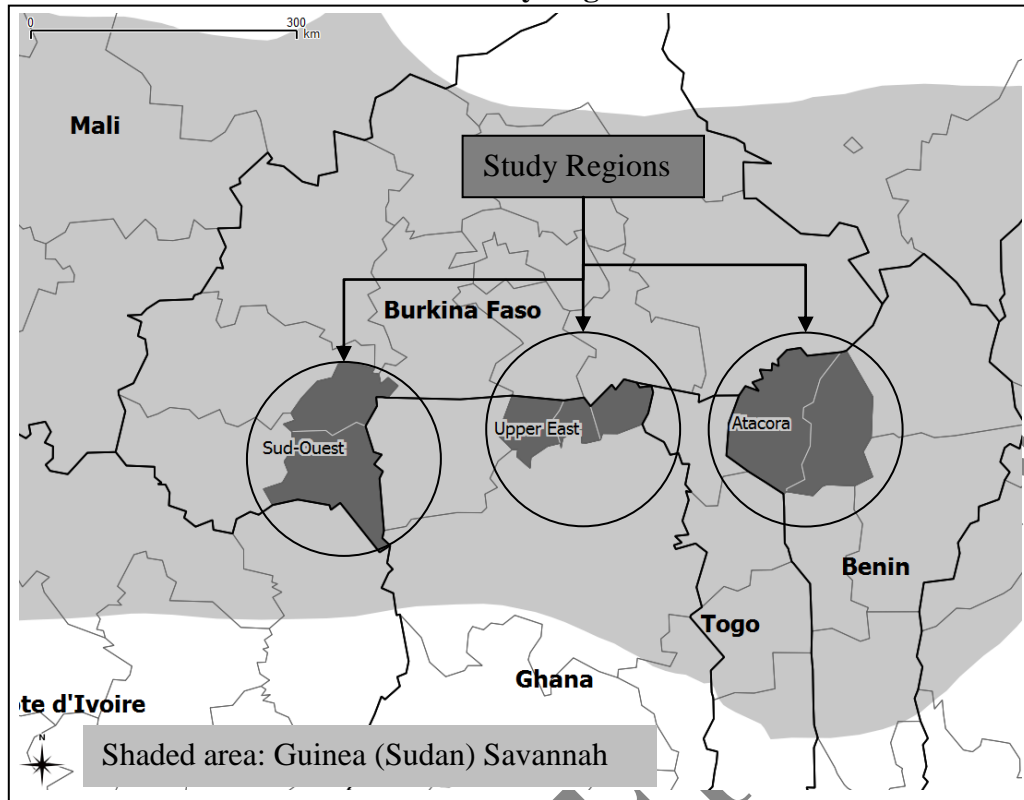 0
300
km
Mali
Study Regions
Burkina Faso
Sud-Ouest
Upper East
Atacora
Benin
Togo
Ghana
te d'Ivoire
N
Shaded area: Guinea (Sudan) Savannah